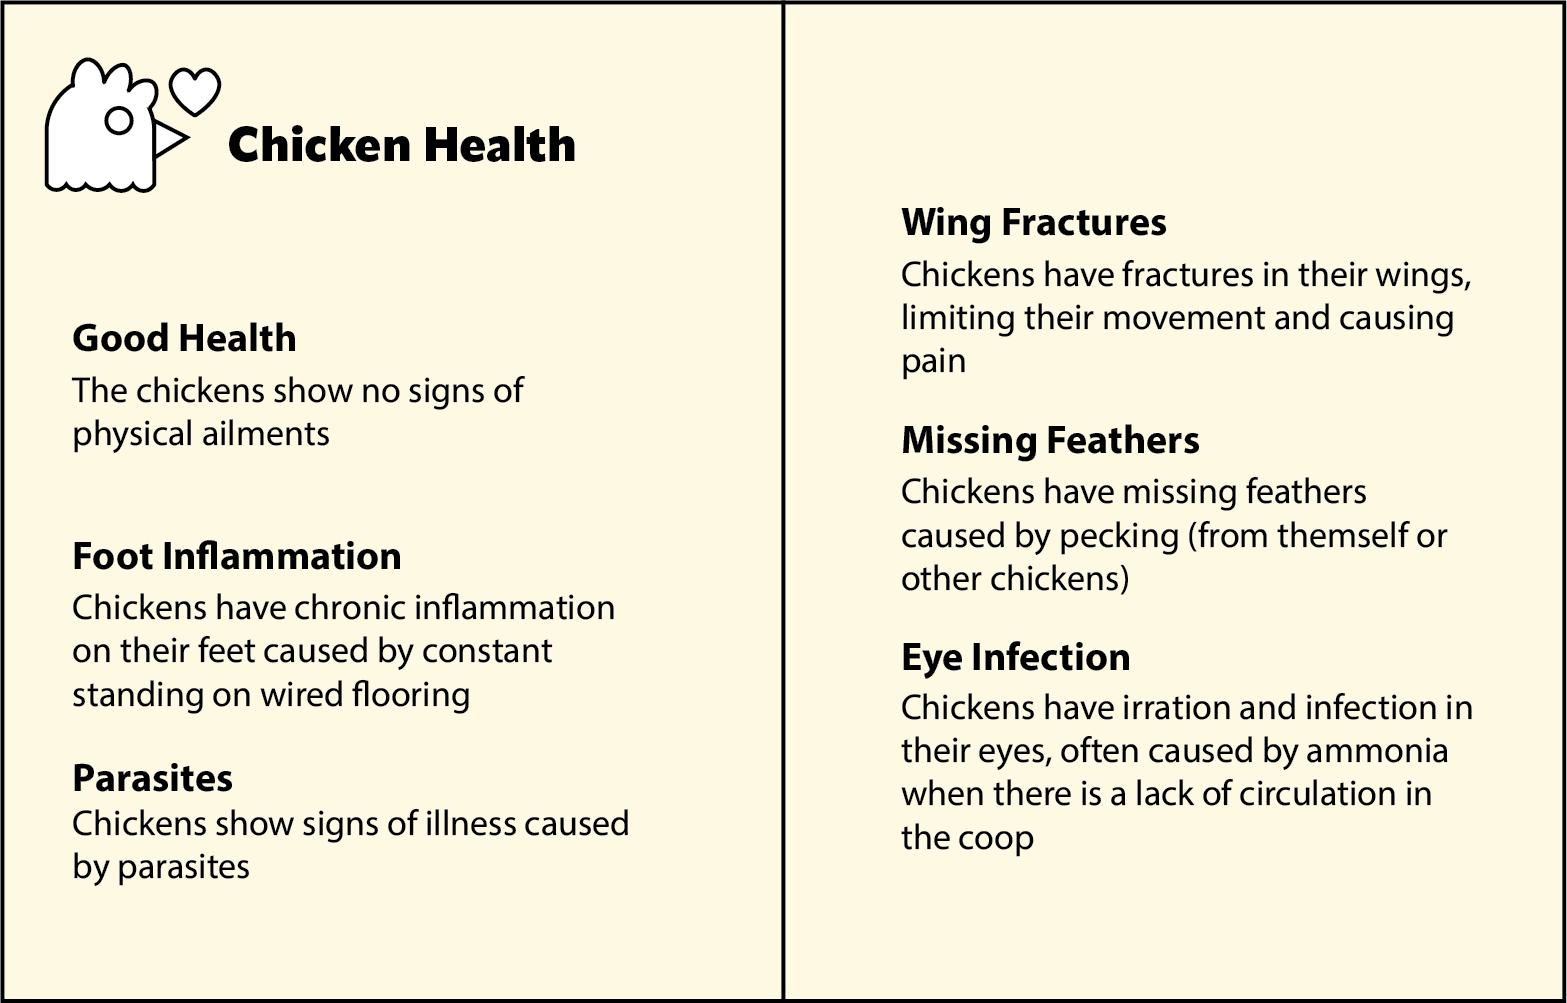 Chicken Health
Good Health
The chickens show no signs of
physical ailments
Foot Inflammation
Chickens have chronic inflammation
on their feet caused by constant
standing on wired flooring
Parasites
Chickens show signs of illness caused
by parasites
Wing Fractures
Chickens have fractures in their wings,
limiting their movement and causing
pain
Missing Feathers
Chickens have missing feathers
caused by pecking (from themself or
other chickens)
Eye Infection
Chickens have irration and infection in
their eyes, often caused by ammonia
when there is a lack of circulation in
the coop